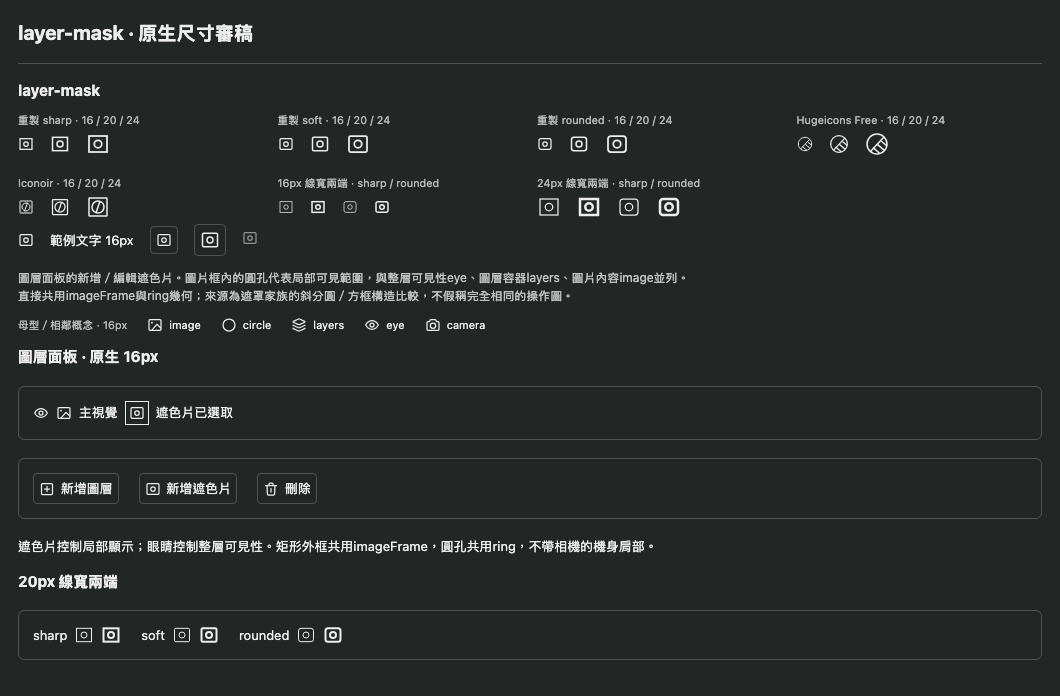 layer-mask · 原生尺寸審稿
layer-mask
重製 sharp · 16 / 20 / 24
重製 soft · 16 / 20 / 24
重製 rounded · 16 / 20 / 24
Hugeicons Free · 16 / 20 / 24
Iconoir · 16 / 20 / 24
16px 線寬兩端 · sharp / rounded
24px 線寬兩端 · sharp / rounded
範例文字 16px
圖層面板的新增 / 編輯遮色片。圖片框內的圓孔代表局部可見範圍，與整層可見性eye、圖層容器layers、圖片內容image並列。
直接共用imageFrame與ring幾何；來源為遮罩家族的斜分圓 / 方框構造比較，不假稱完全相同的操作圖。
母型 / 相鄰概念 · 16px image circle layers eye camera
圖層面板 · 原生 16px
主視覺 遮色片已選取
新增圖層 新增遮色片 刪除
遮色片控制局部顯示；眼睛控制整層可見性。矩形外框共用imageFrame，圓孔共用ring，不帶相機的機身肩部。
20px 線寬兩端
sharp soft rounded